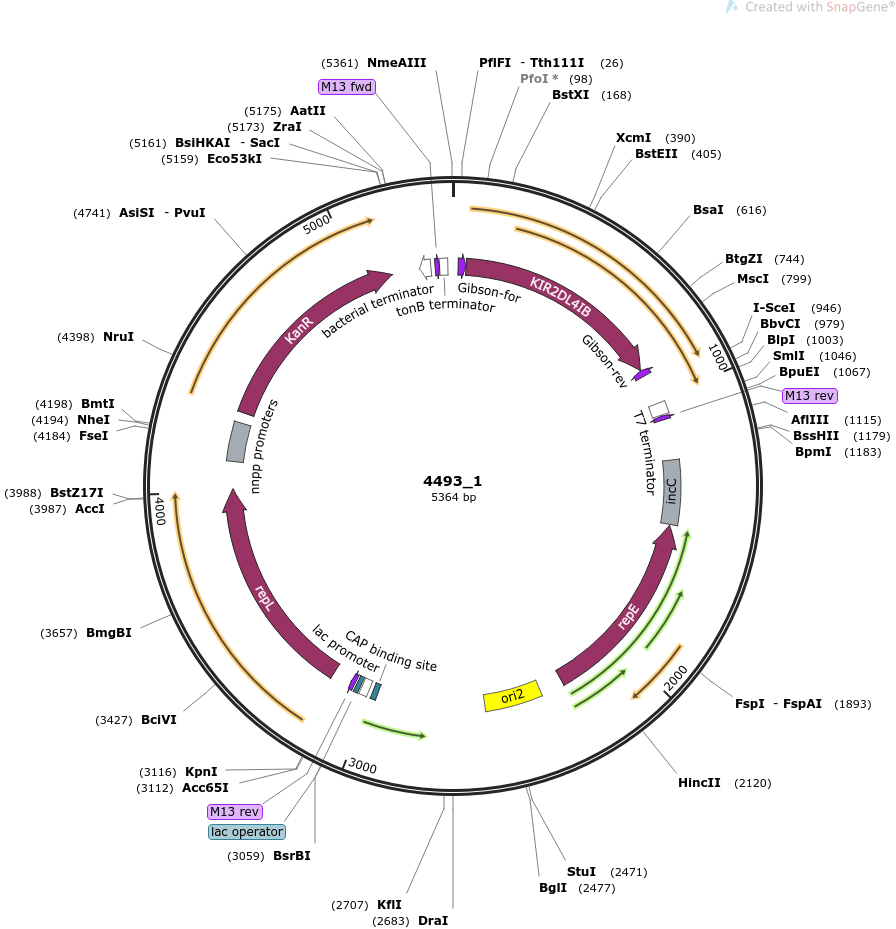 Created with SnapGene®
(5361) NmeAIII
PflFI - Tth111I (26)
PfoI * (98)
BstXI (168)
M13 fwd
(5175) AatII
(5173) ZraI
(5161) BsiHKAI - SacI
(5159) Eco53kI
XcmI (390)
BstEII (405)
(4741) AsiSI - PvuI
BsaI (616)
BtgZI (744)
MscI (799)
I-SceI (946)
BbvCI (979)
BlpI (1003)
SmlI (1046)
BpuEI (1067)
M13 rev
AflIII (1115)
BssHII (1179)
BpmI (1183)
(4398) NruI
(4198) BmtI
(4194) NheI
(4184) FseI
(3988) BstZ17I
(3987) AccI
(3657) BmgBI
(3427) BciVI
(3116) KpnI
(3112) Acc65I
M13 rev
lac operator
(3059) BsrBI
(2707) KflI
(2683) DraI
StuI (2471)
BglI (2477)
HincII (2120)
FspI - FspAI (1893)
5000
1000
2000
3000
4000
KanR
bacterial terminator
tonB terminator
Gibson-for
KIR2DL4IB
Gibson-rev
T7 terminator
incC
repE
ori2
CAP binding site
lac promoter
repL
nnpp promoters
4493_1
5364 bp